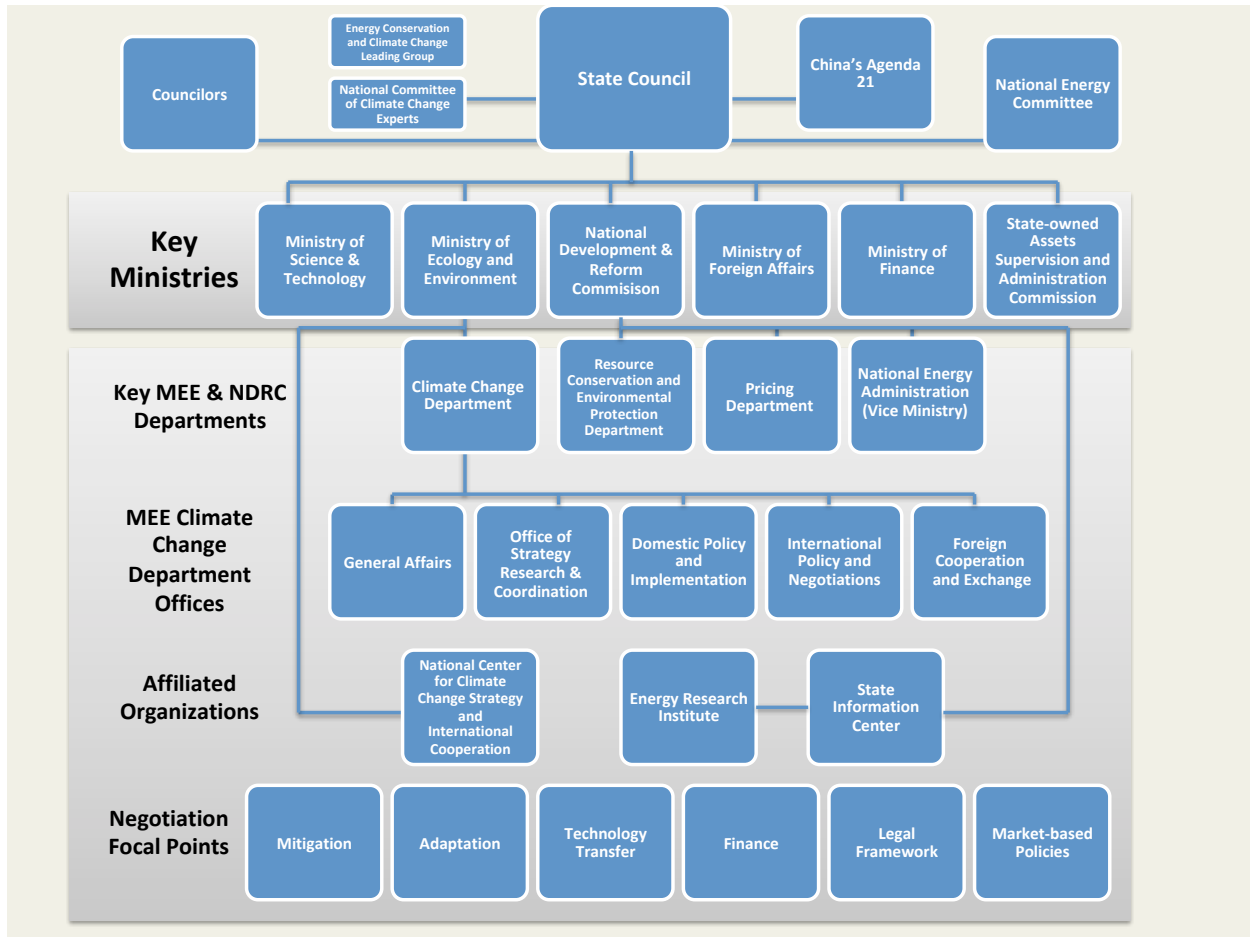 Councilors
Energy Conservation
and Climate Change
Leading Group
National Committee
of Climate Change
Experts
State Council
China's Agenda
21
National Energy
Committee
Key
Ministries
Ministry of
Science &
Technology
Ministry of
Ecology and
Environment
National
Development &
Reform
Commisison
Ministry of
Foreign Affairs
Ministry of
Finance
State-owned
Assets
Supervision and
Administration
Commission
Key MEE & NDRC
Departments
Climate Change
Department
Resource
Conservation and
Environmental
Protection
Department
Pricing
Department
National Energy
Administration
(Vice Ministry)
MEE Climate
Change
Department
Offices
General Affairs
Office of
Strategy
Research &
Coordination
Domestic Policy
and
Implementation
International
Policy and
Negotiations
Foreign
Cooperation
and Exchange
Affiliated
Organizations
National Center
for Climate
Change Strategy
and
International
Cooperation
Energy Research
Institute
State
Information
Center
Negotiation
Focal Points
Mitigation
Adaptation
Technology
Transfer
Finance
Legal
Framework
Market-based
Policies